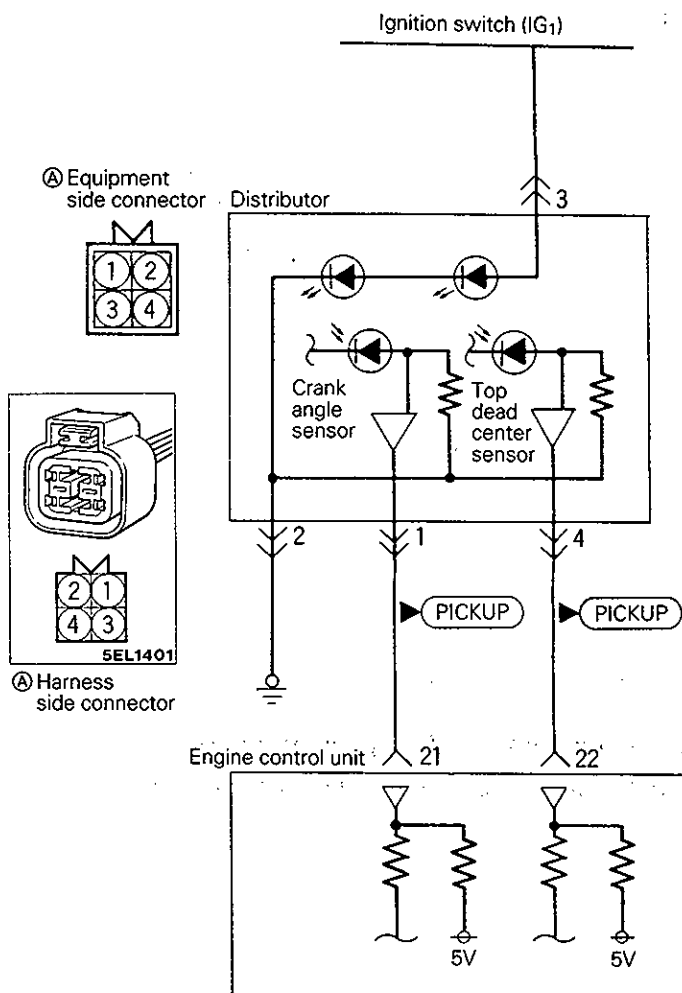 Ignition switch (IG1)
Ⓐ Equipment
side connector
1 2
3 4
Distributor
3
Crank
angle
sensor
Top
dead
center
sensor
2 1
4 3
5EL1401
Ⓐ Harness
side connector
2
1
4
PICKUP
PICKUP
Engine control unit
21
22
5V
5V